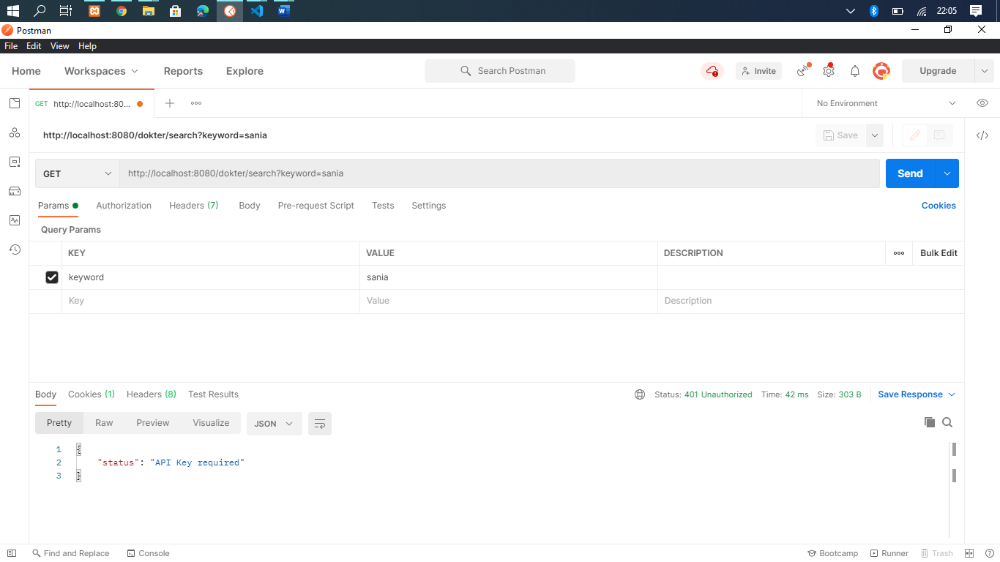 22:05
Postman
File Edit View Help
Home Workspaces Reports Explore Search Postman Invite Upgrade
GET http://localhost:80... No Environment
http://localhost:8080/dokter/search?keyword=sania Save
GET http://localhost:8080/dokter/search?keyword=sania Send
Params Authorization Headers (7) Body Pre-request Script Tests Settings Cookies
Query Params
KEY VALUE DESCRIPTION Bulk Edit
keyword sania
Key Value Description
Body Cookies (1) Headers (8) Test Results Status: 401 Unauthorized Time: 42 ms Size: 303 B Save Response
Pretty Raw Preview Visualize JSON
1 {
2 "status": "API Key required"
3 }
Find and Replace Console Bootcamp Runner Trash